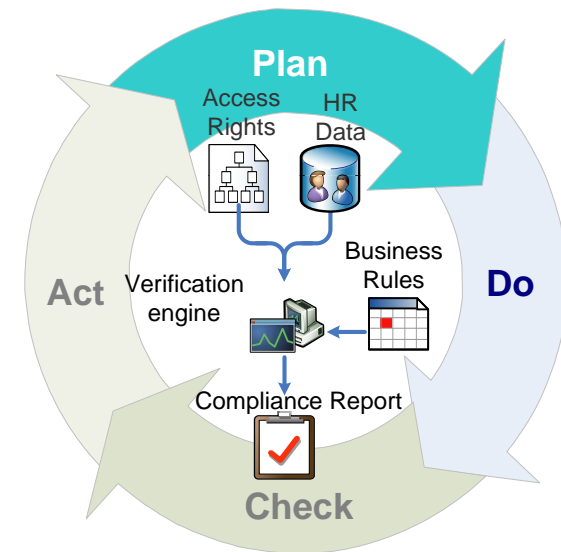 Plan
Access
Rights
HR
Data
Business
Rules
Verification
engine
Act
Do
Compliance Report
Check